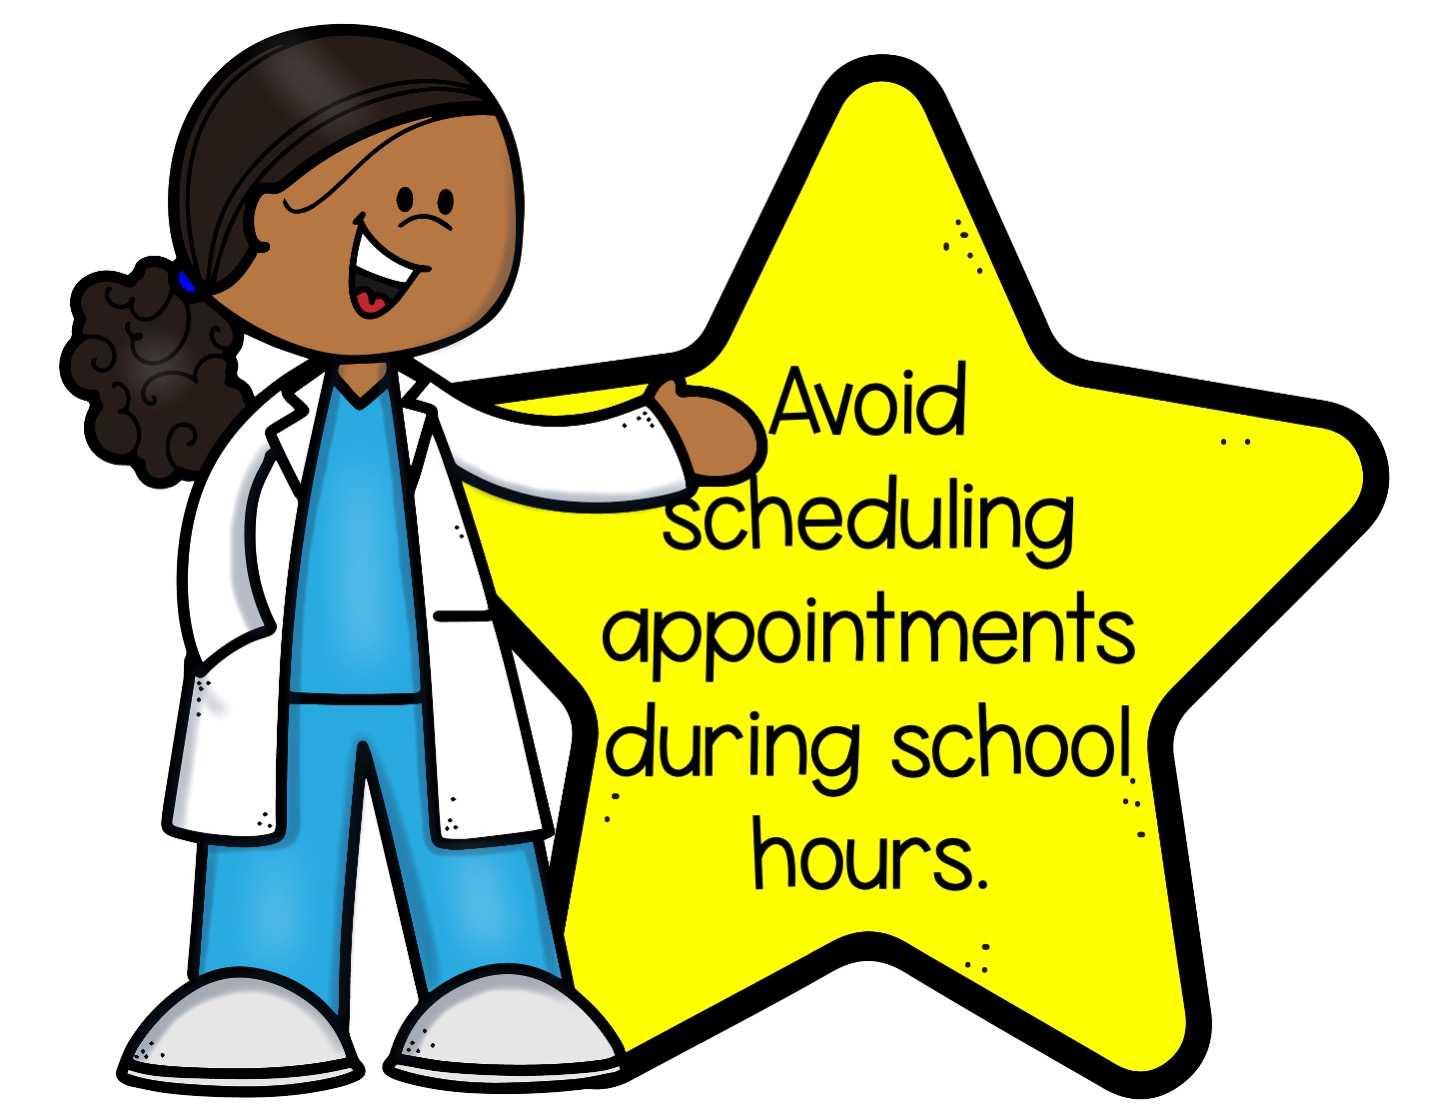 Avoid
scheduling
appointments
during school
hours.